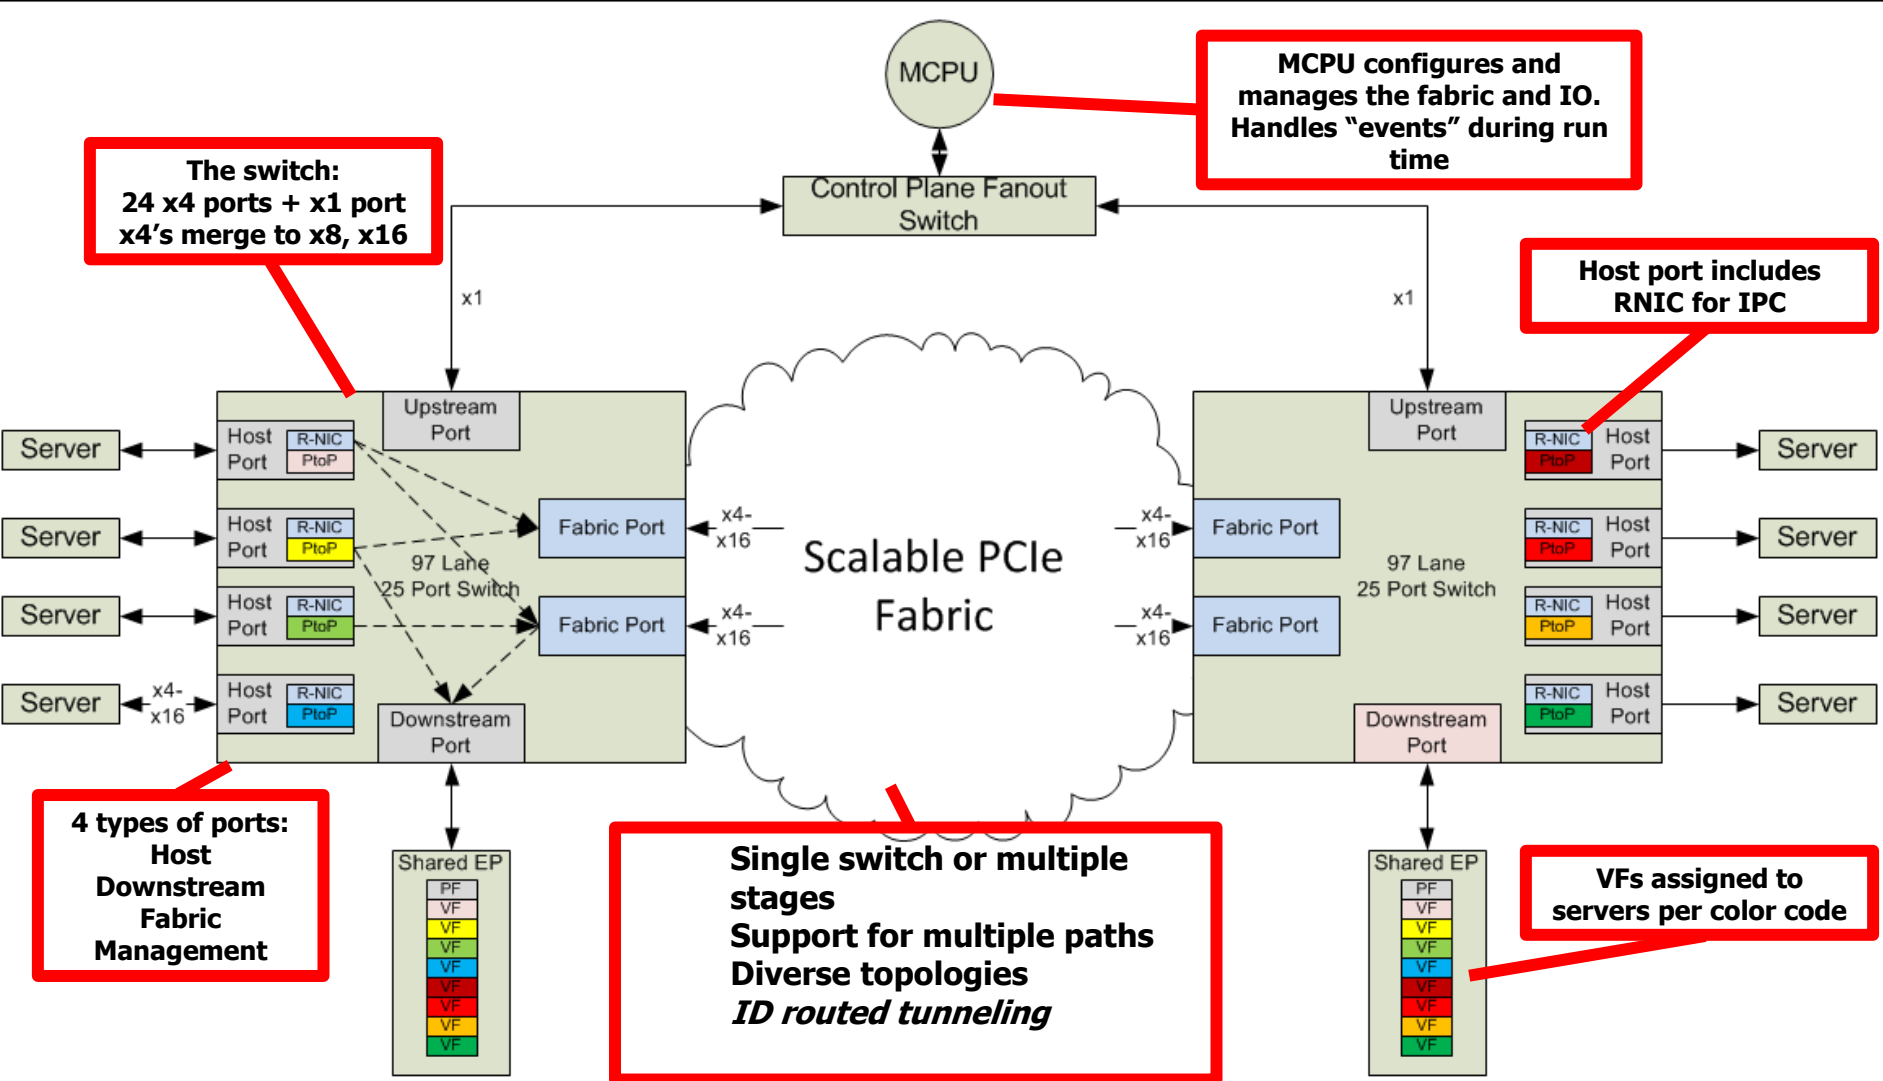 MCPU
MCPU configures and
manages the fabric and IO.
Handles “events” during run
time
The switch:
24 x4 ports + x1 port
x4’s merge to x8, x16
Control Plane Fanout
Switch
Host port includes
RNIC for IPC
x1
x1
Upstream
Port
Server
Host
Port
R-NIC
PtoP
Server
Host
Port
R-NIC
PtoP
Server
Host
Port
R-NIC
PtoP
Server
x4-
x16
Host
Port
R-NIC
PtoP
97 Lane
25 Port Switch
Fabric Port
x4-
x16
Fabric Port
x4-
x16
Downstream
Port
Scalable PCIe
Fabric
Upstream
Port
x4-
x16
Fabric Port
x4-
x16
Fabric Port
97 Lane
25 Port Switch
R-NIC
PtoP
Host
Port
Server
R-NIC
PtoP
Host
Port
Server
R-NIC
PtoP
Host
Port
Server
R-NIC
PtoP
Host
Port
Server
Downstream
Port
4 types of ports:
Host
Downstream
Fabric
Management
Shared EP
PF
VF
VF
VF
VF
VF
VF
VF
VF
Single switch or multiple
stages
Support for multiple paths
Diverse topologies
ID routed tunneling
Shared EP
PF
VF
VF
VF
VF
VF
VF
VF
VF
VFs assigned to
servers per color code